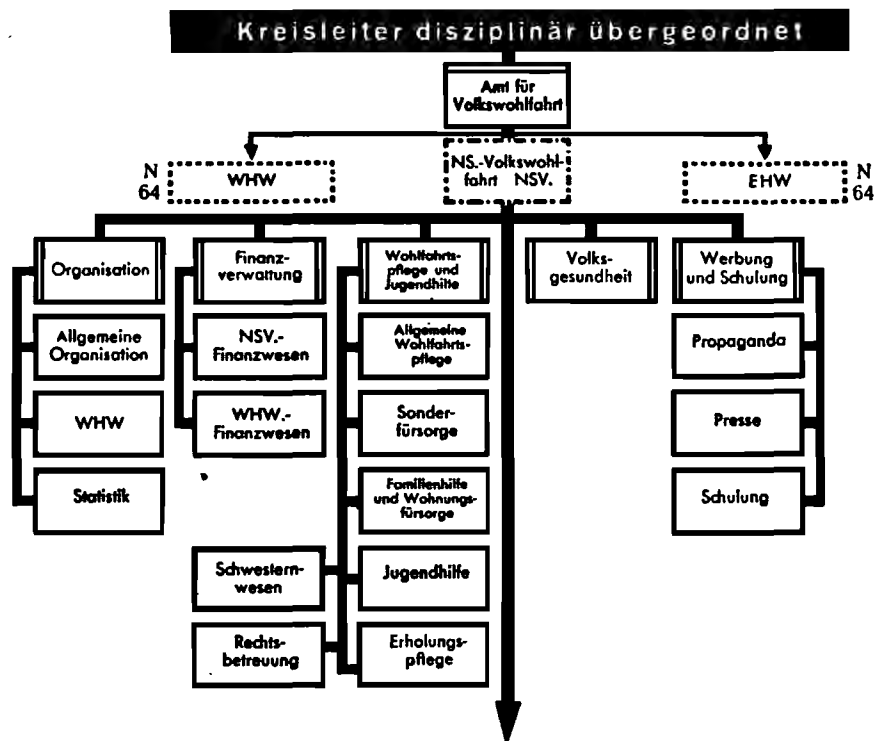 Kreisleiter disziplinär übergeordnet
Amt für
Volkswohlfahrt
N
64
WHW
NS.-Volkswohl-
fahrt NSV.
EHW
N
64
Organisation
Finanz-
verwaltung
Wohlfahrts-
pflege und
Jugendhilfe
Volks-
gesundheit
Werbung
und Schulung
Allgemeine
Organisation
NSV.-
Finanzwesen
Allgemeine
Wohlfahrts-
pflege
Propaganda
WHW
WHW.-
Finanzwesen
Sonder-
fürsorge
Presse
Statistik
Familienhilfe
und Wohnungs-
fürsorge
Schulung
Schwestern-
wesen
Jugendhilfe
Rechts-
betreuung
Erholungs-
pflege